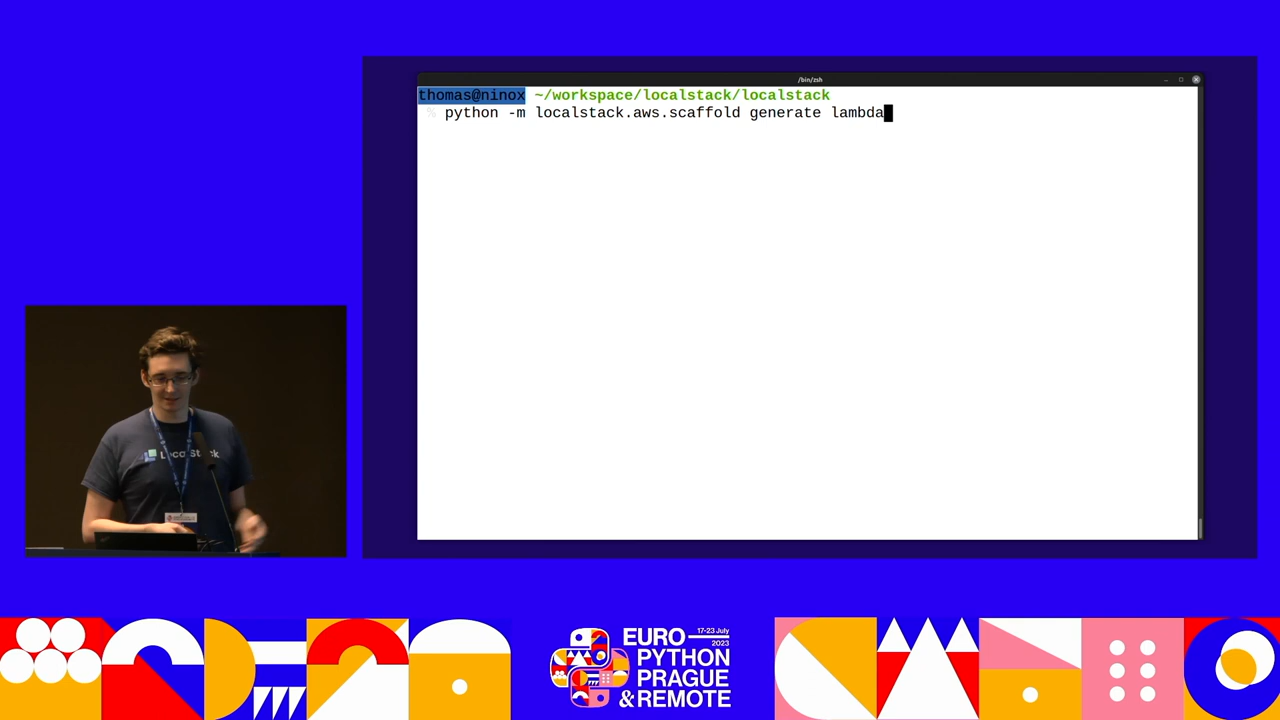 /bin/zsh
thomas@ninox ~/workspace/localstack/localstack
% python -m localstack.aws.scaffold generate lambda
LocalStack
EURO 17-23 July 2023
PYTHON
PRAGUE
& REMOTE